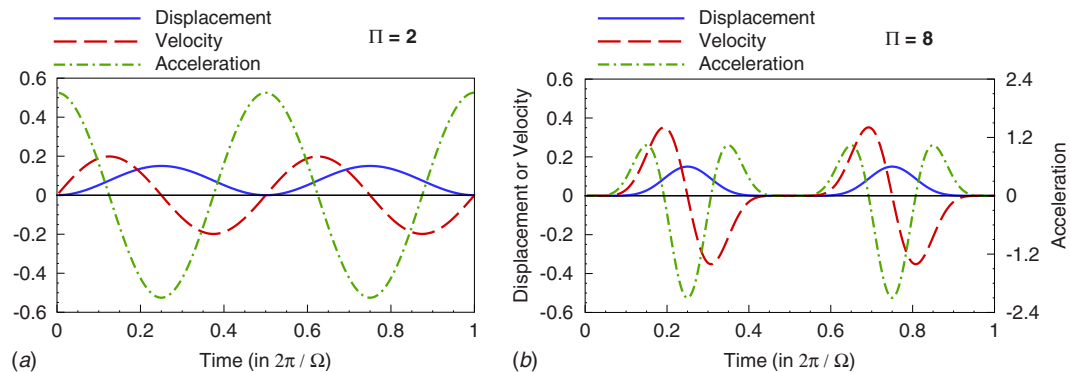 Displacement
Velocity
Acceleration
Π = 2
0.6
0.4
0.2
0
-0.2
-0.4
-0.6
0 0.2 0.4 0.6 0.8 1
(a) Time (in 2π / Ω)
Displacement
Velocity
Acceleration
Π = 8
Displacement or Velocity
0.6
0.4
0.2
0
-0.2
-0.4
-0.6
2.4
1.2
0
-1.2
-2.4
Acceleration
0 0.2 0.4 0.6 0.8 1
(b) Time (in 2π / Ω)